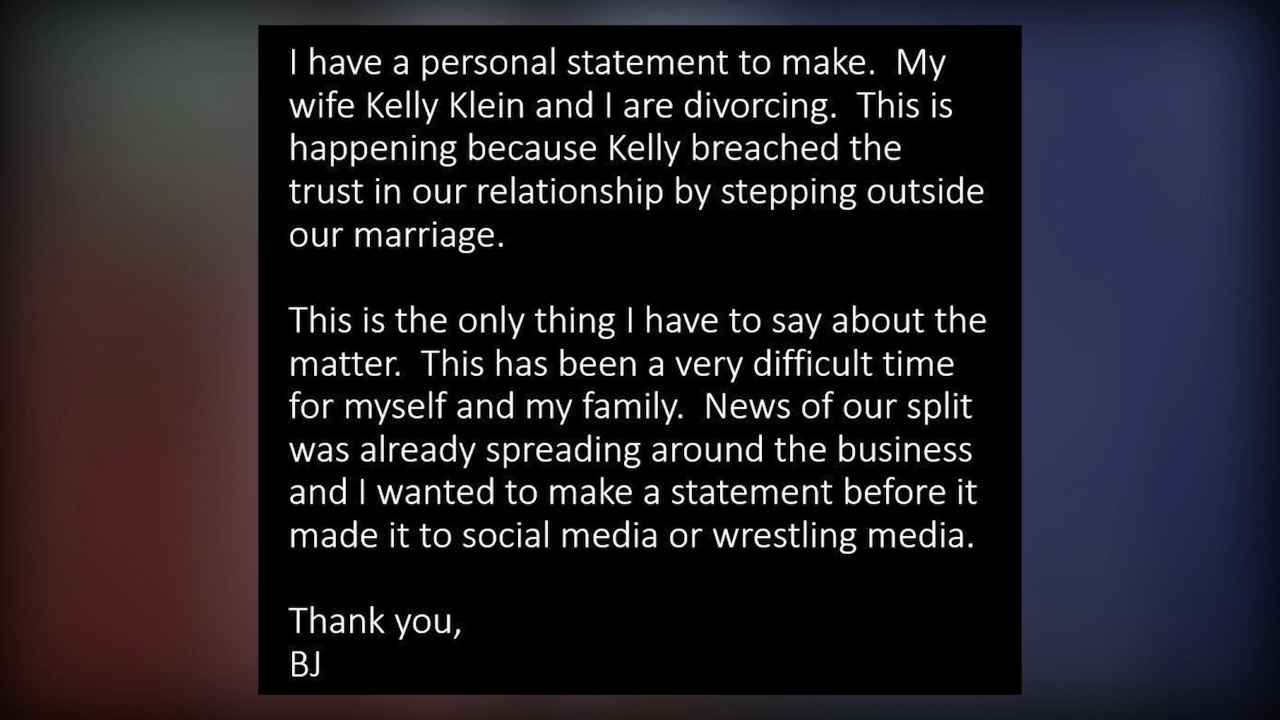 I have a personal statement to make.  My
wife Kelly Klein and I are divorcing.  This is
happening because Kelly breached the
trust in our relationship by stepping outside
our marriage.
This is the only thing I have to say about the
matter.  This has been a very difficult time
for myself and my family.  News of our split
was already spreading around the business
and I wanted to make a statement before it
made it to social media or wrestling media.
Thank you,
BJ